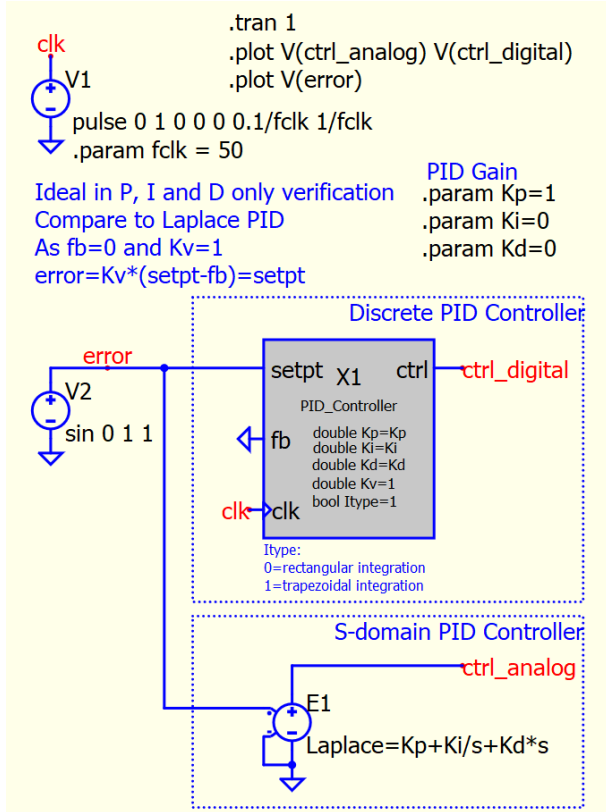 .tran 1
.plot V(ctrl_analog) V(ctrl_digital)
.plot V(error)
clk
V1
pulse 0 1 0 0 0 0.1/fclk 1/fclk
.param fclk = 50
PID Gain
.param Kp=1
.param Ki=0
.param Kd=0
Ideal in P, I and D only verification
Compare to Laplace PID
As fb=0 and Kv=1
error=Kv*(setpt-fb)=setpt
Discrete PID Controller
error
V2
sin 0 1 1
setpt X1 ctrl
ctrl_digital
PID_Controller
fb
double Kp=Kp
double Ki=Ki
double Kd=Kd
double Kv=1
bool Itype=1
clk
clk
Itype:
0=rectangular integration
1=trapezoidal integration
S-domain PID Controller
ctrl_analog
E1
Laplace=Kp+Ki/s+Kd*s